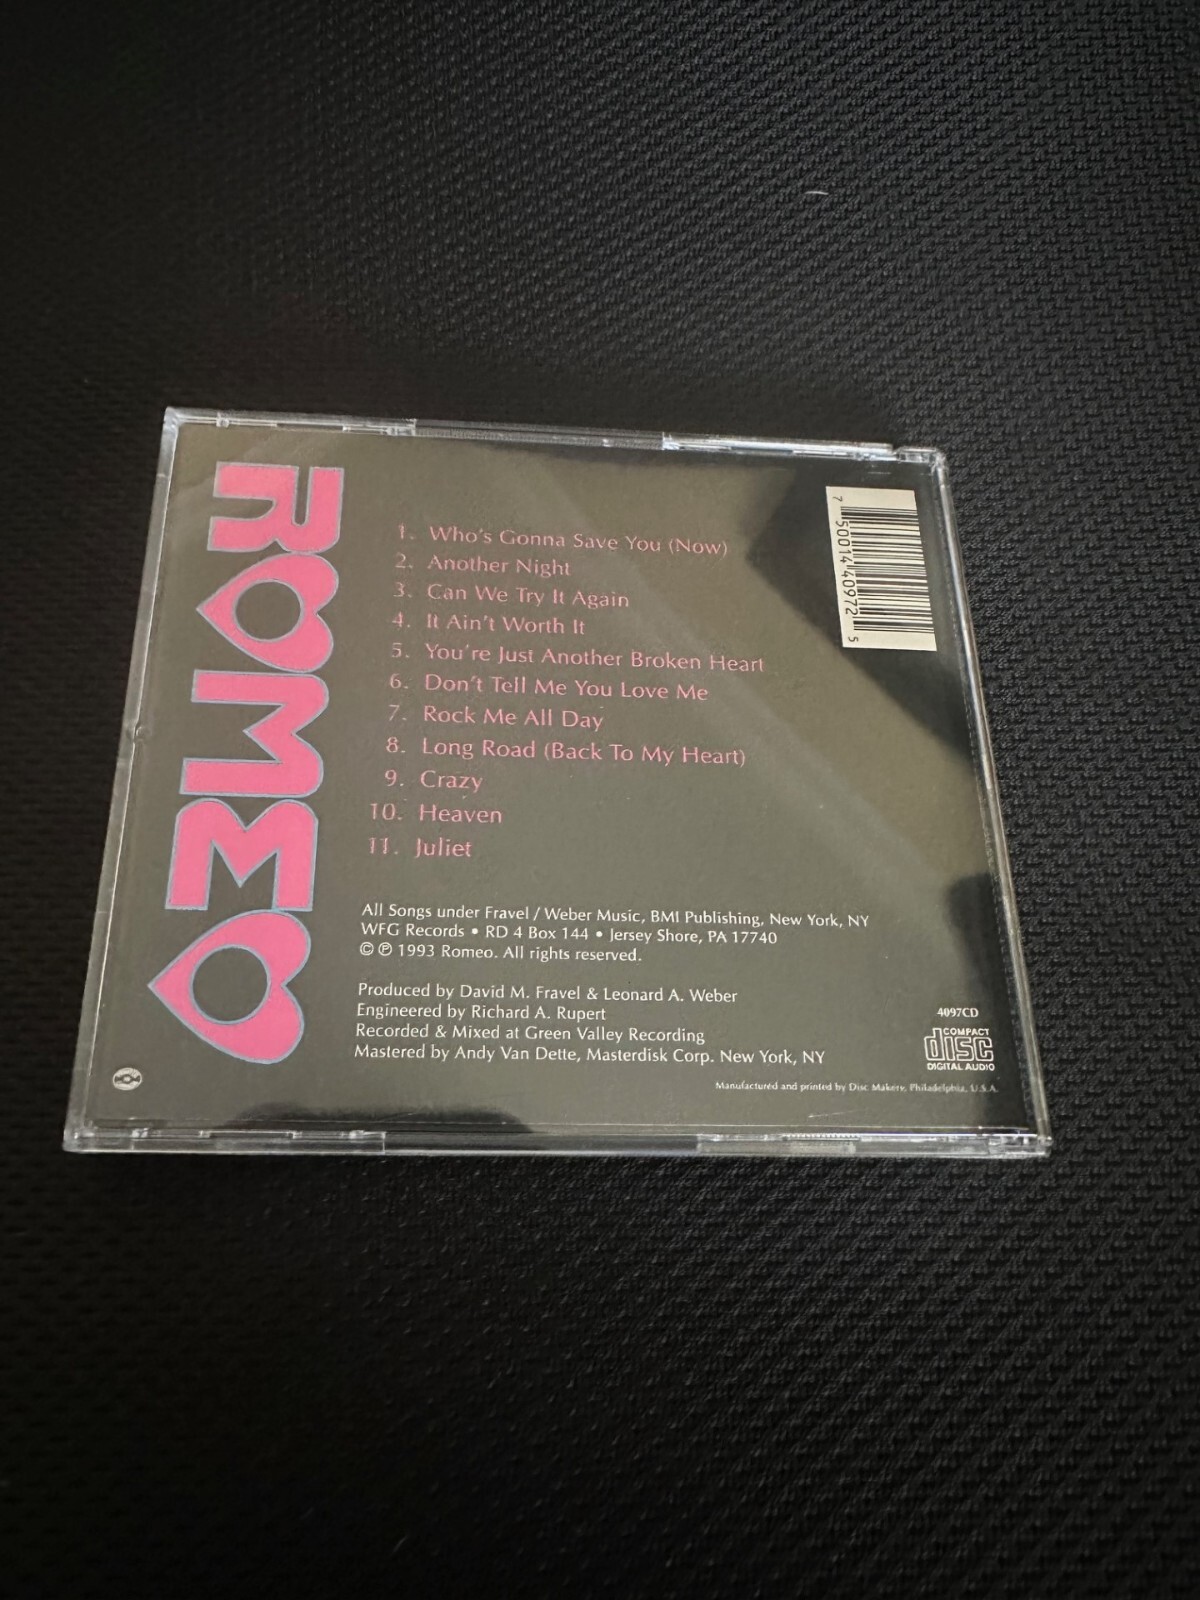 ROMEO
1. Who's Gonna Save You (Now)
2. Another Night
3. Can We Try It Again
4. It Ain't Worth It
5. You're Just Another Broken Heart
6. Don't Tell Me You Love Me
7. Rock Me All Day
8. Long Road (Back To My Heart)
9. Crazy
10. Heaven
11. Juliet
7 50014 40972 5
All Songs under Fravel / Weber Music, BMI Publishing, New York, NY
WFG Records • RD 4 Box 144 • Jersey Shore, PA 17740
© ℗ 1993 Romeo. All rights reserved.
Produced by David M. Fravel & Leonard A. Weber
Engineered by Richard A. Rupert
Recorded & Mixed at Green Valley Recording
Mastered by Andy Van Dette, Masterdisk Corp. New York, NY
4097CD
COMPACT
disc
DIGITAL AUDIO
Manufactured and printed by Disc Makers, Philadelphia, U.S.A.